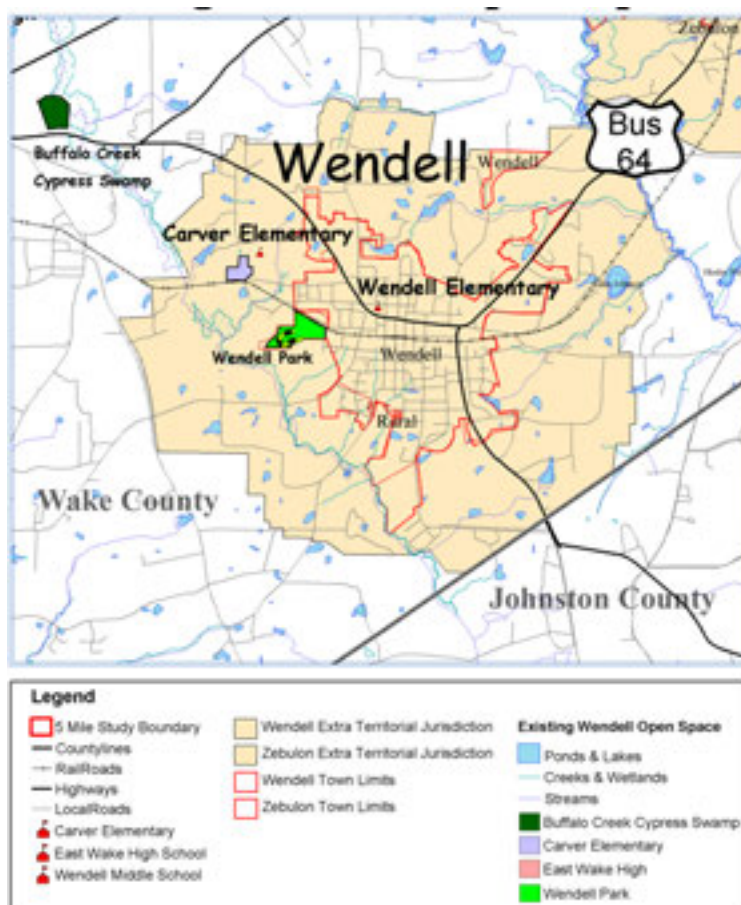 Zebulon
Bus
64
Buffalo Creek
Cypress Swamp
Wendell
Wendell
Carver Elementary
Wendell Elementary
Wendell Park
Wendell
Rural
Wake County
Johnston County
Legend
5 Mile Study Boundary
Countylines
RailRoads
Highways
LocalRoads
Carver Elementary
East Wake High School
Wendell Middle School
Wendell Extra Territorial Jurisdiction
Zebulon Extra Territorial Jurisdiction
Wendell Town Limits
Zebulon Town Limits
Existing Wendell Open Space
Ponds & Lakes
Creeks & Wetlands
Streams
Buffalo Creek Cypress Swamp
Carver Elementary
East Wake High
Wendell Park